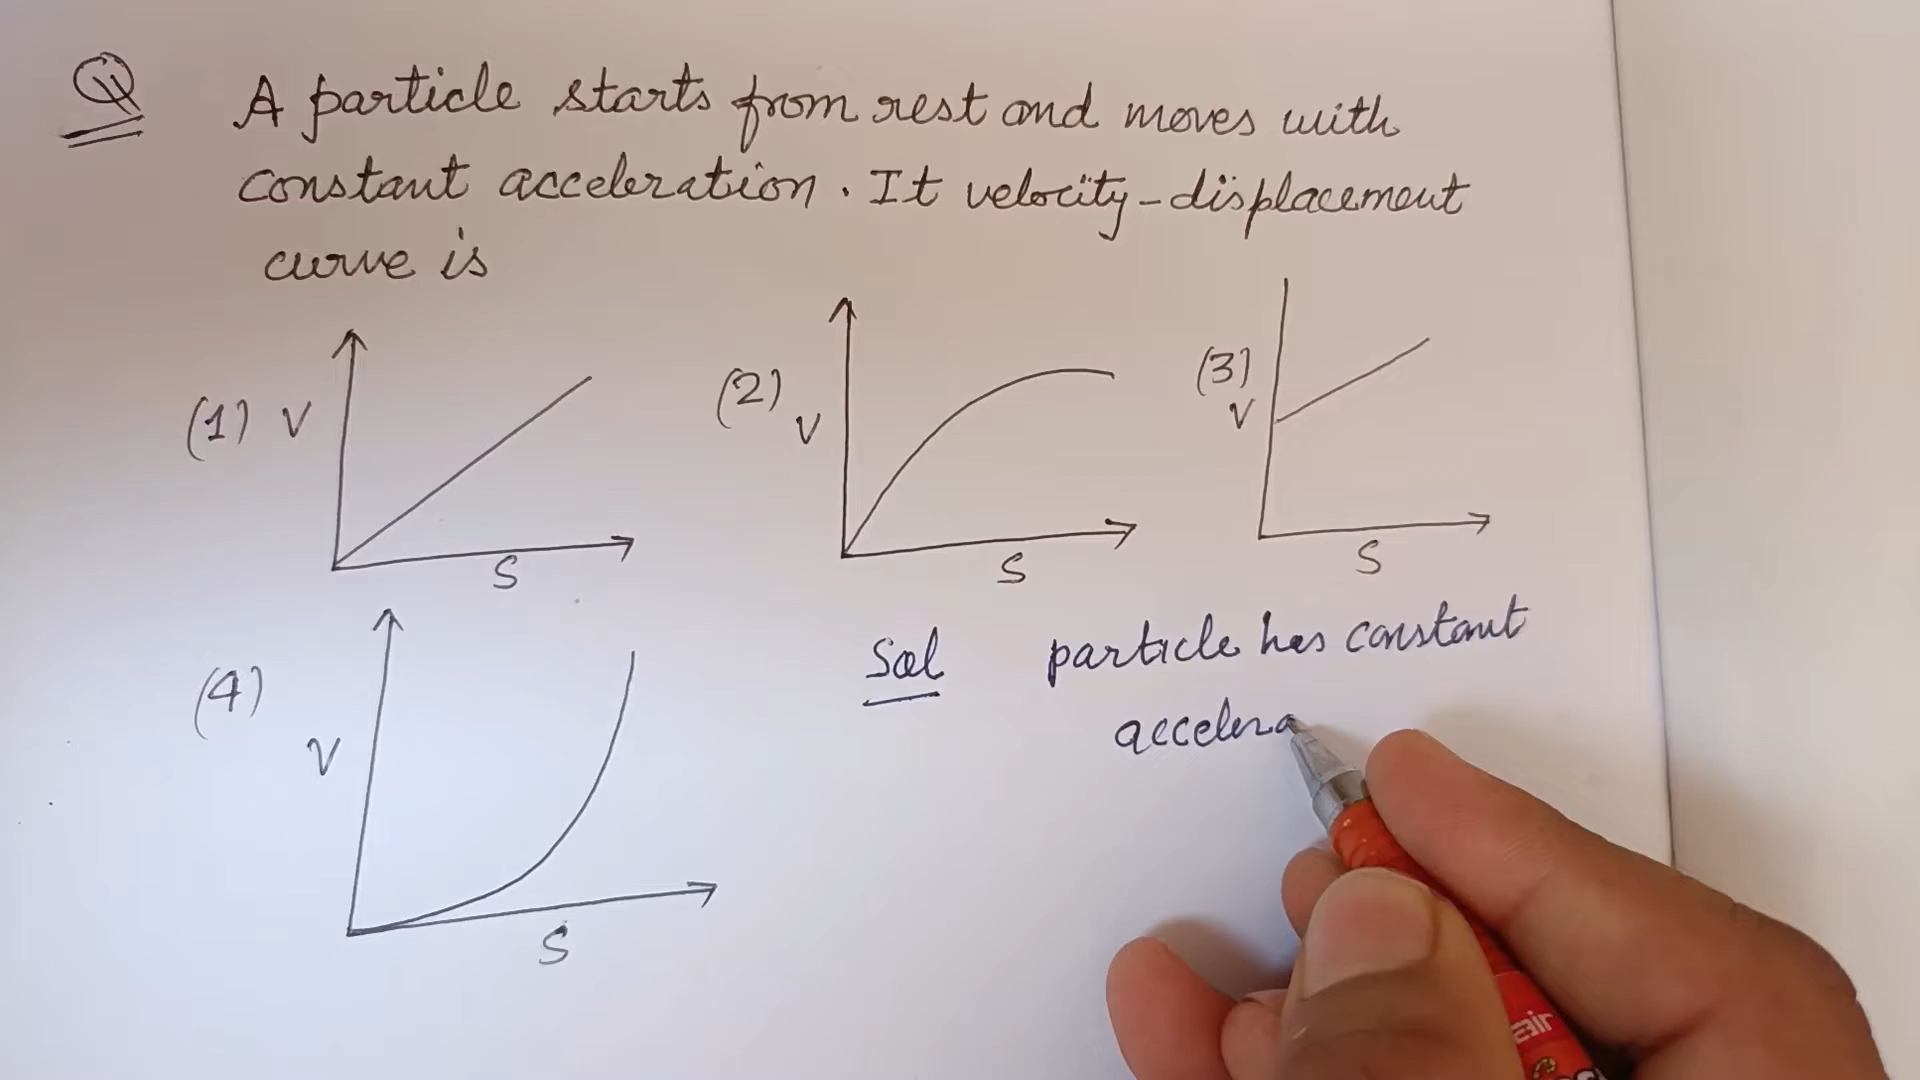 Q A particle starts from rest and moves with
constant acceleration. It velocity-displacement
curve is
(1) V
S
(2) V
S
(3) V
S
(4) V
S
Sol particle has constant
accelera
air